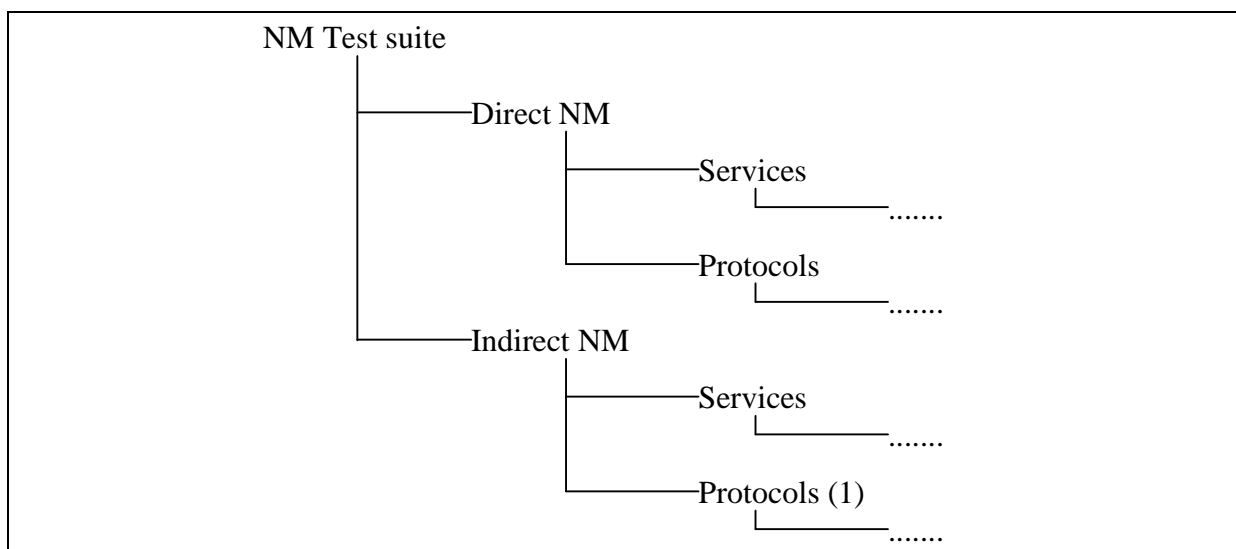 NM Test suite
Direct NM
Services
.......
Protocols
.......
Indirect NM
Services
.......
Protocols (1)
.......